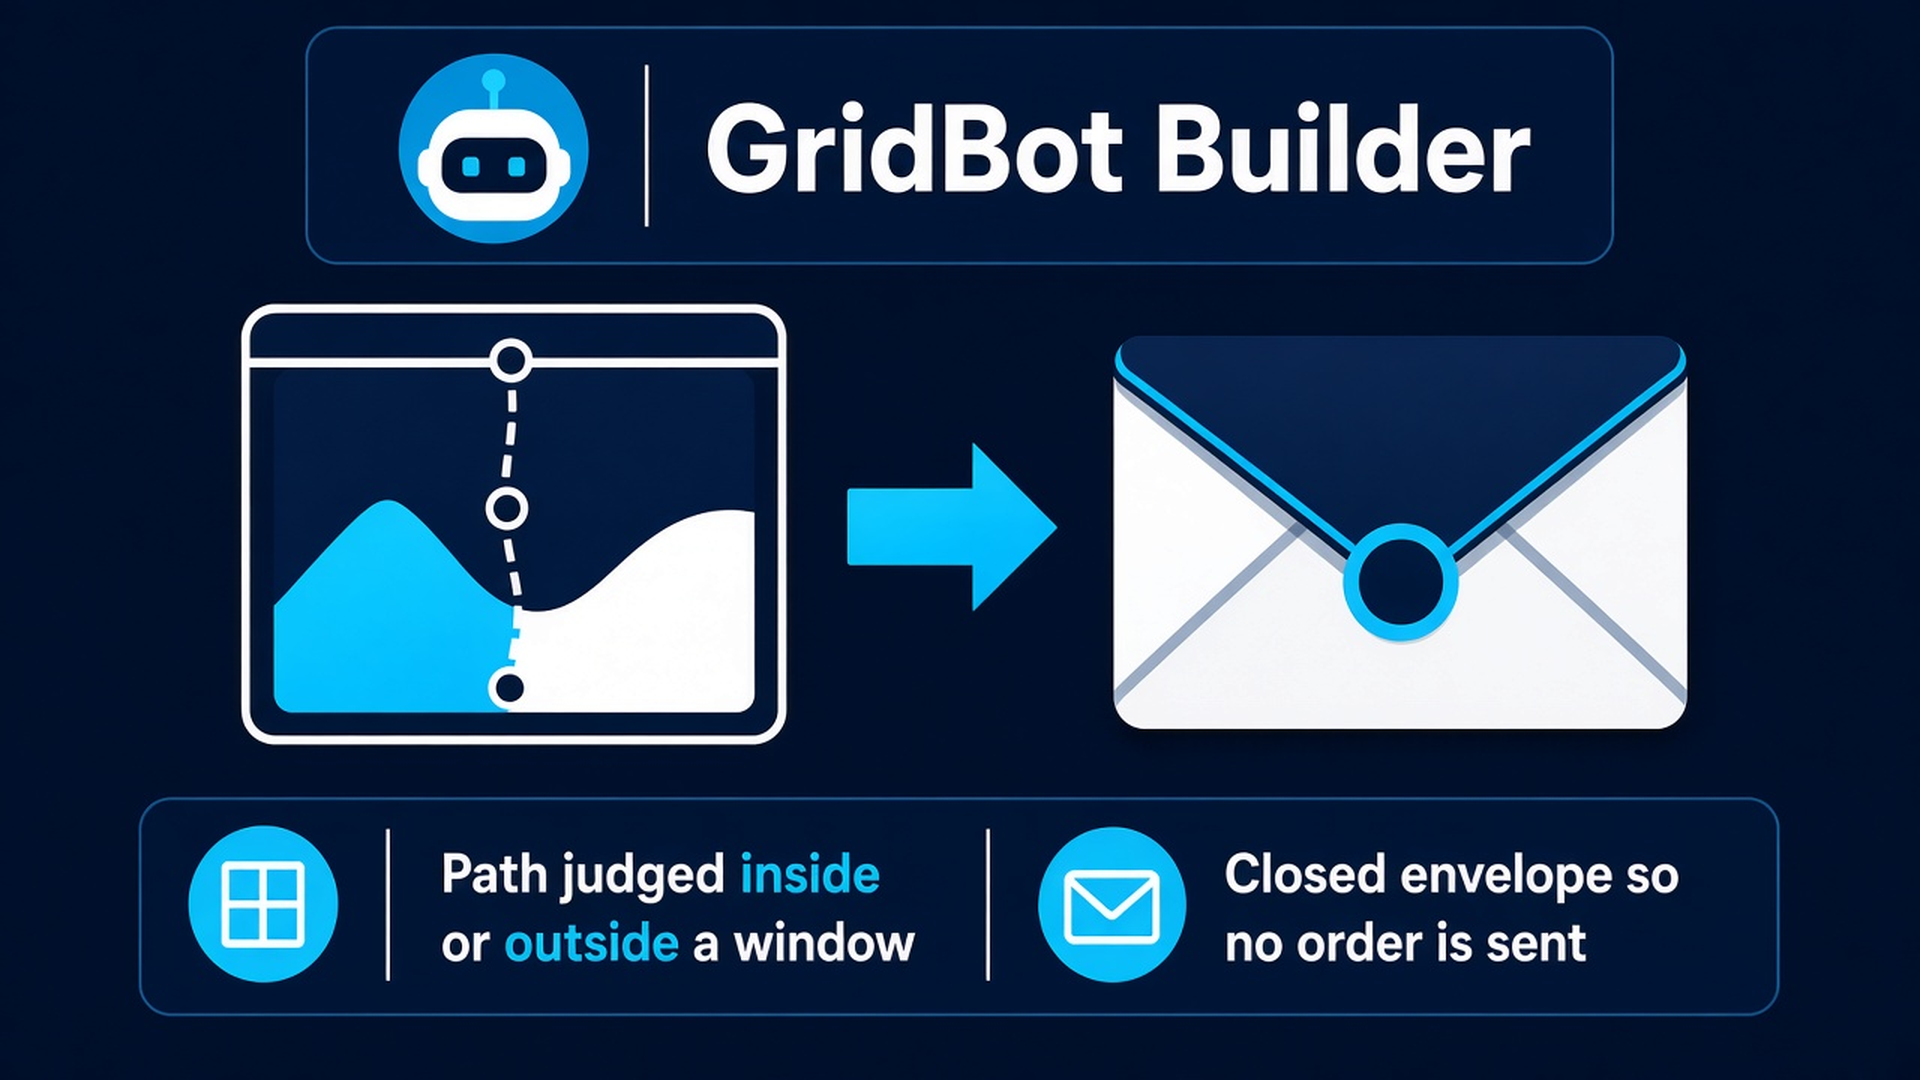 GridBot Builder
Path judged inside
or outside a window
Closed envelope so
no order is sent